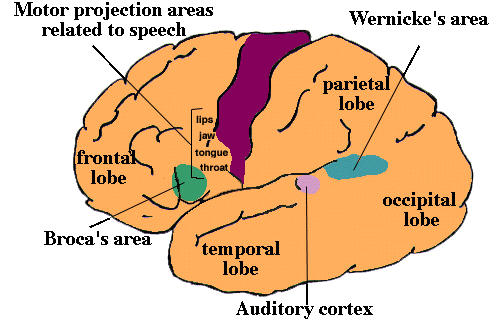 Motor projection areas
related to speech
Wernicke's area
parietal
lobe
lips
jaw
tongue
throat
frontal
lobe
occipital
lobe
Broca's area
temporal
lobe
Auditory cortex